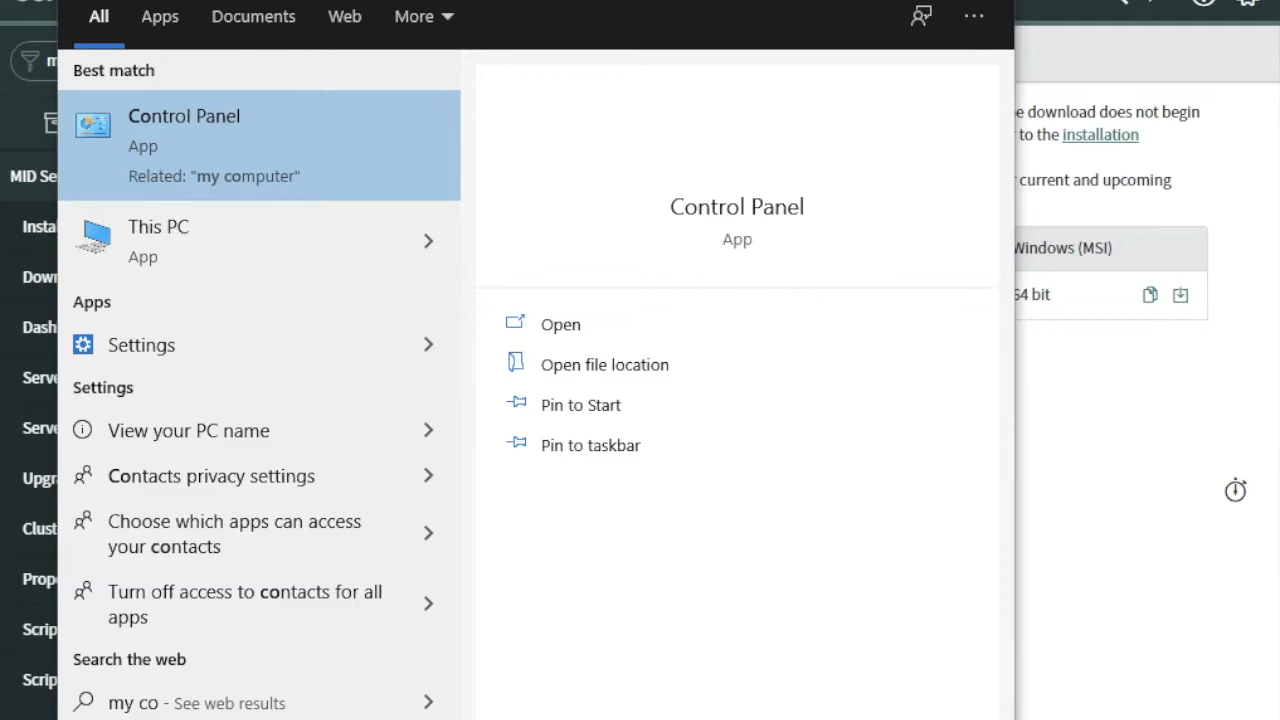 All Apps Documents Web More
Best match
Control Panel
App
Related: "my computer"
This PC
App
Apps
Settings
Settings
View your PC name
Contacts privacy settings
Choose which apps can access
your contacts
Turn off access to contacts for all
apps
Search the web
my co - See web results
Control Panel
App
Open
Open file location
Pin to Start
Pin to taskbar
MID Se
Insta
Down
Dash
Serve
Serve
Upgr
Clust
Prop
Scrip
Scrip
e download does not begin
to the installation
current and upcoming
Windows (MSI)
64 bit